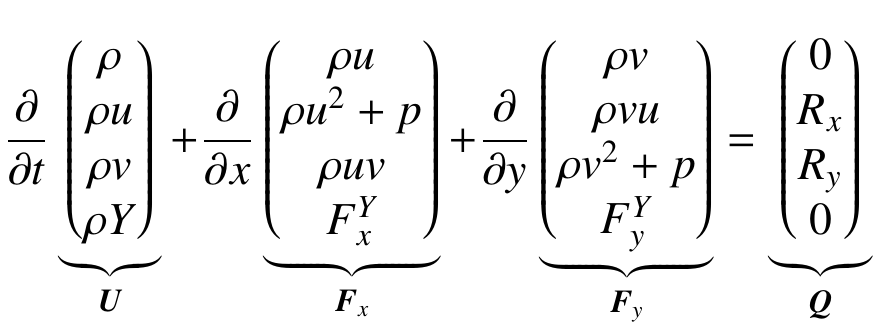 ∂/∂t (ρ ρu ρv ρY) + ∂/∂x (ρu ρu² + p ρuv F_x^Y) + ∂/∂y (ρv ρvu ρv² + p F_y^Y) = (0 R_x R_y 0)
U F_x F_y Q